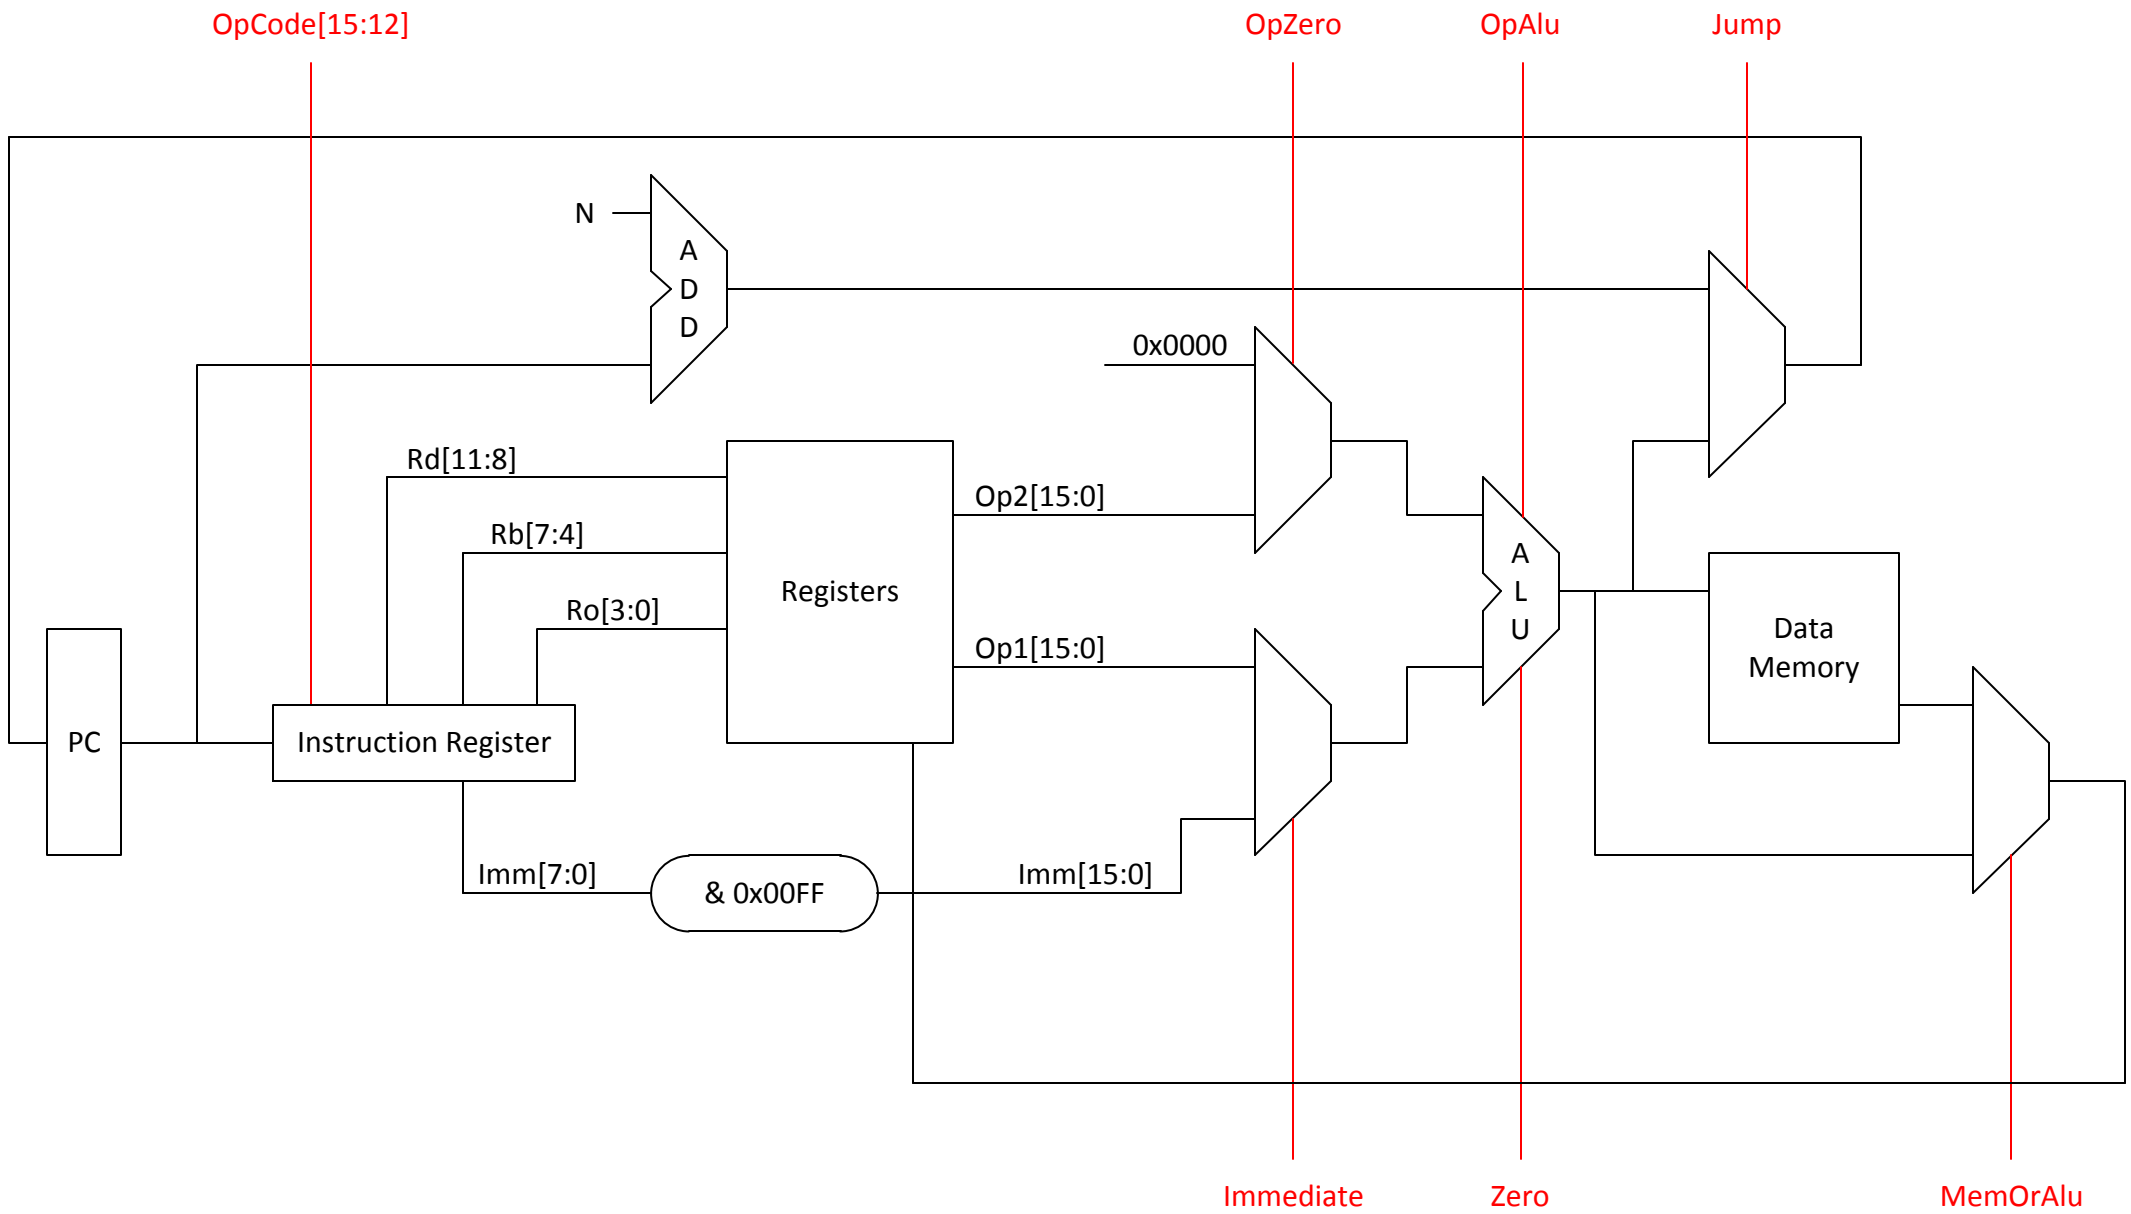 OpCode[15:12]
OpZero
OpAlu
Jump
N
A
D
D
0x0000
Rd[11:8]
Op2[15:0]
Rb[7:4]
A
L
U
Registers
Ro[3:0]
Data
Memory
Op1[15:0]
PC
Instruction Register
Imm[7:0]
& 0x00FF
Imm[15:0]
Immediate
Zero
MemOrAlu